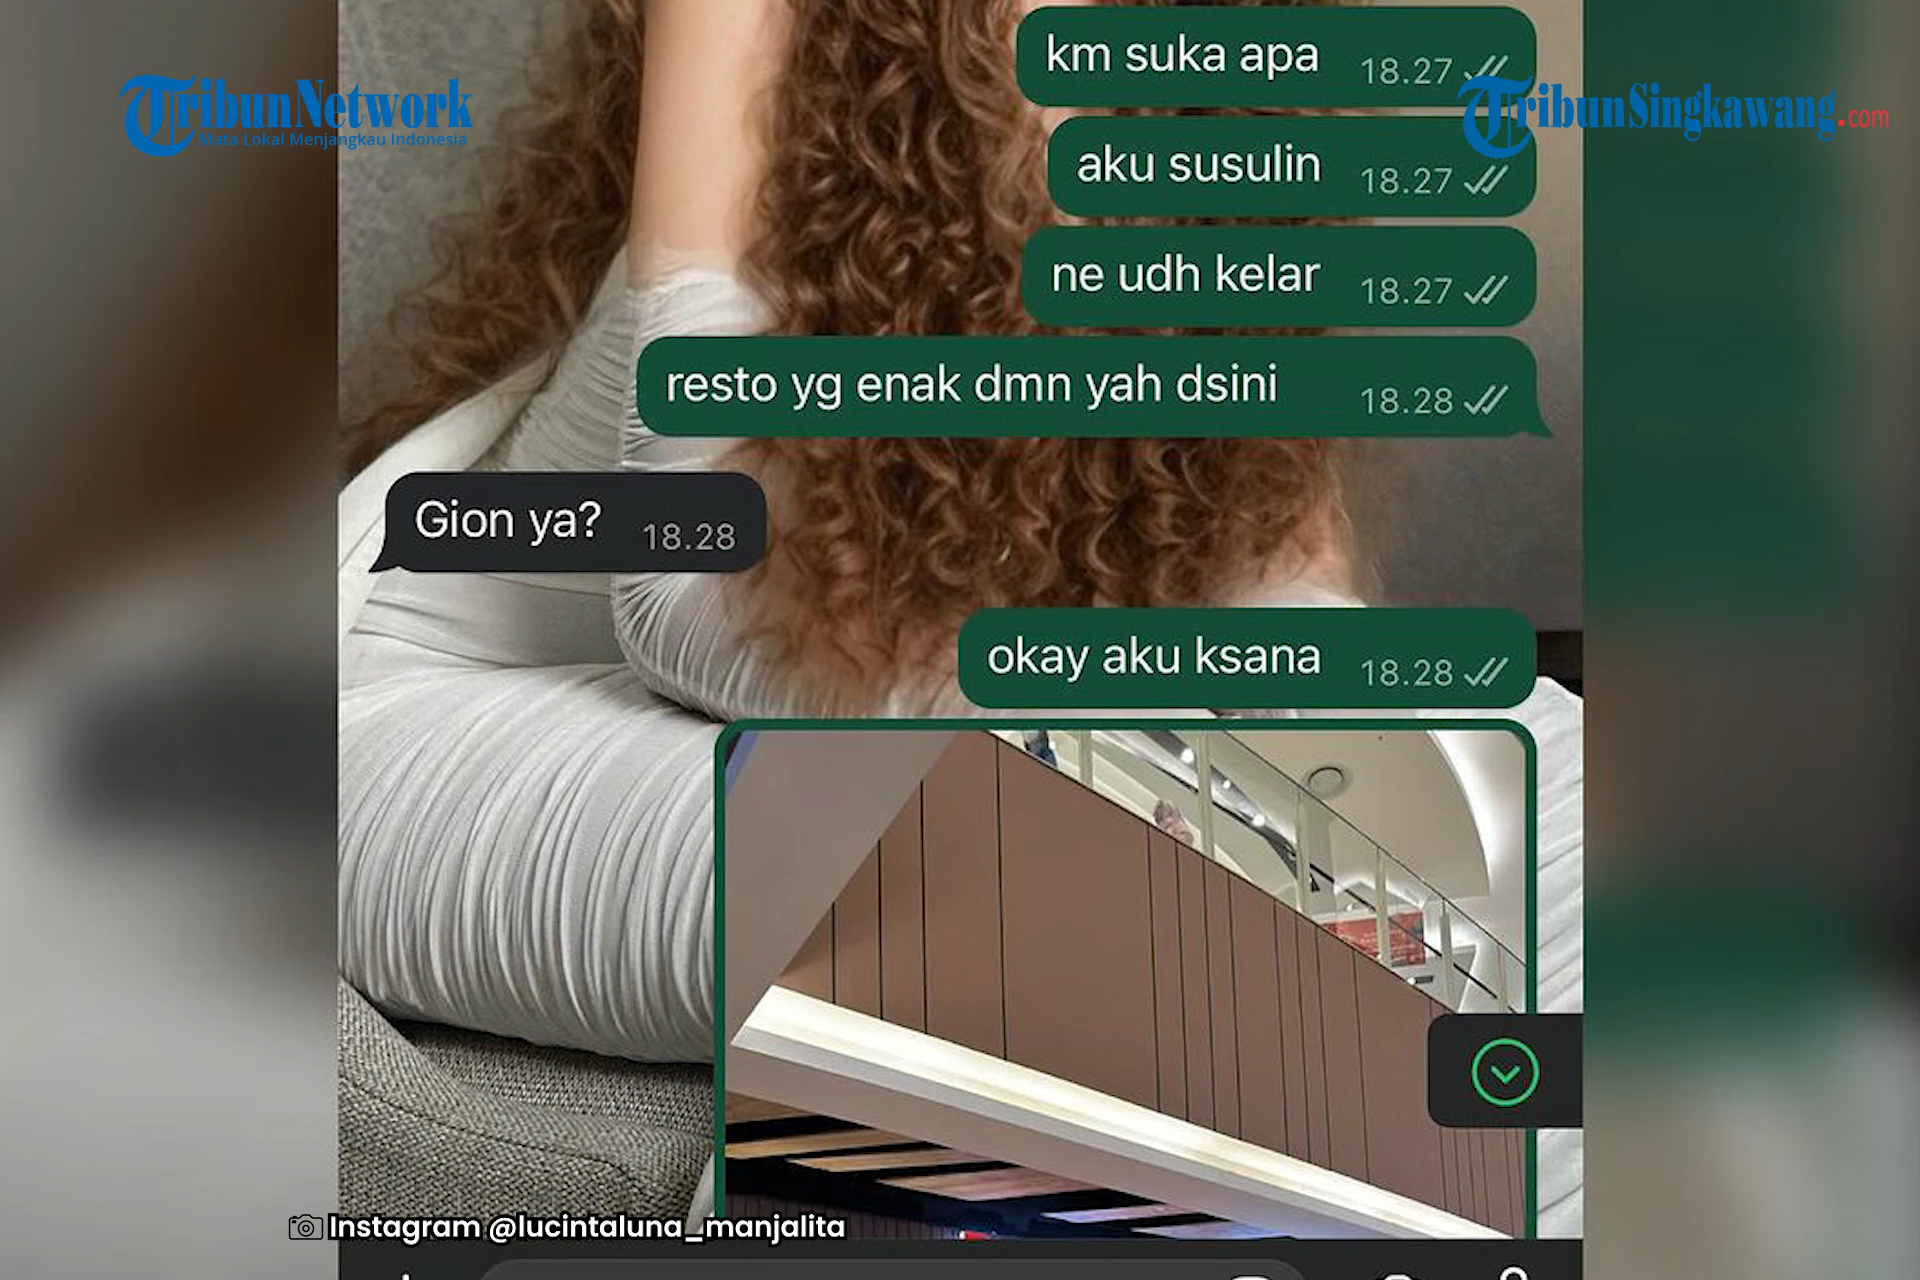 km suka apa 18.27
TribunNetwork
Mata Lokal Menjangkau Indonesia
TribunSingkawang.com
aku susulin 18.27
ne udh kelar 18.27
resto yg enak dmn yah dsini 18.28
Gion ya? 18.28
okay aku ksana 18.28
Instagram @lucintaluna_manjalita